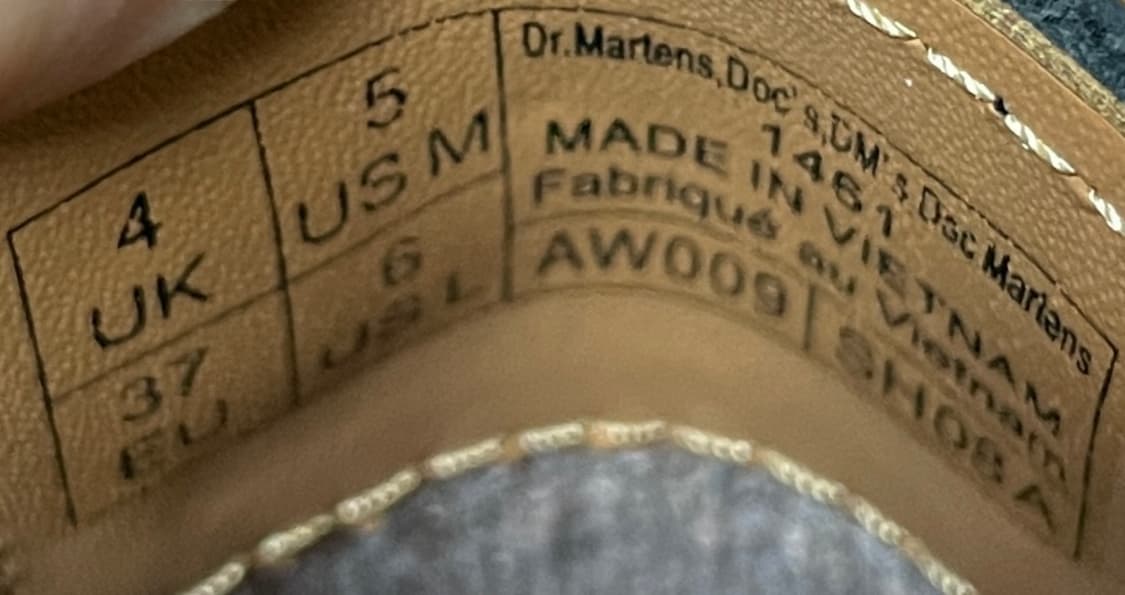 4
UK
5
US M
37
EU
6
US L
Dr.Martens,Doc's,DM's Doc Martens
1461
MADE IN VIETNAM
Fabriqué au Vietnam
AW009
SH08A